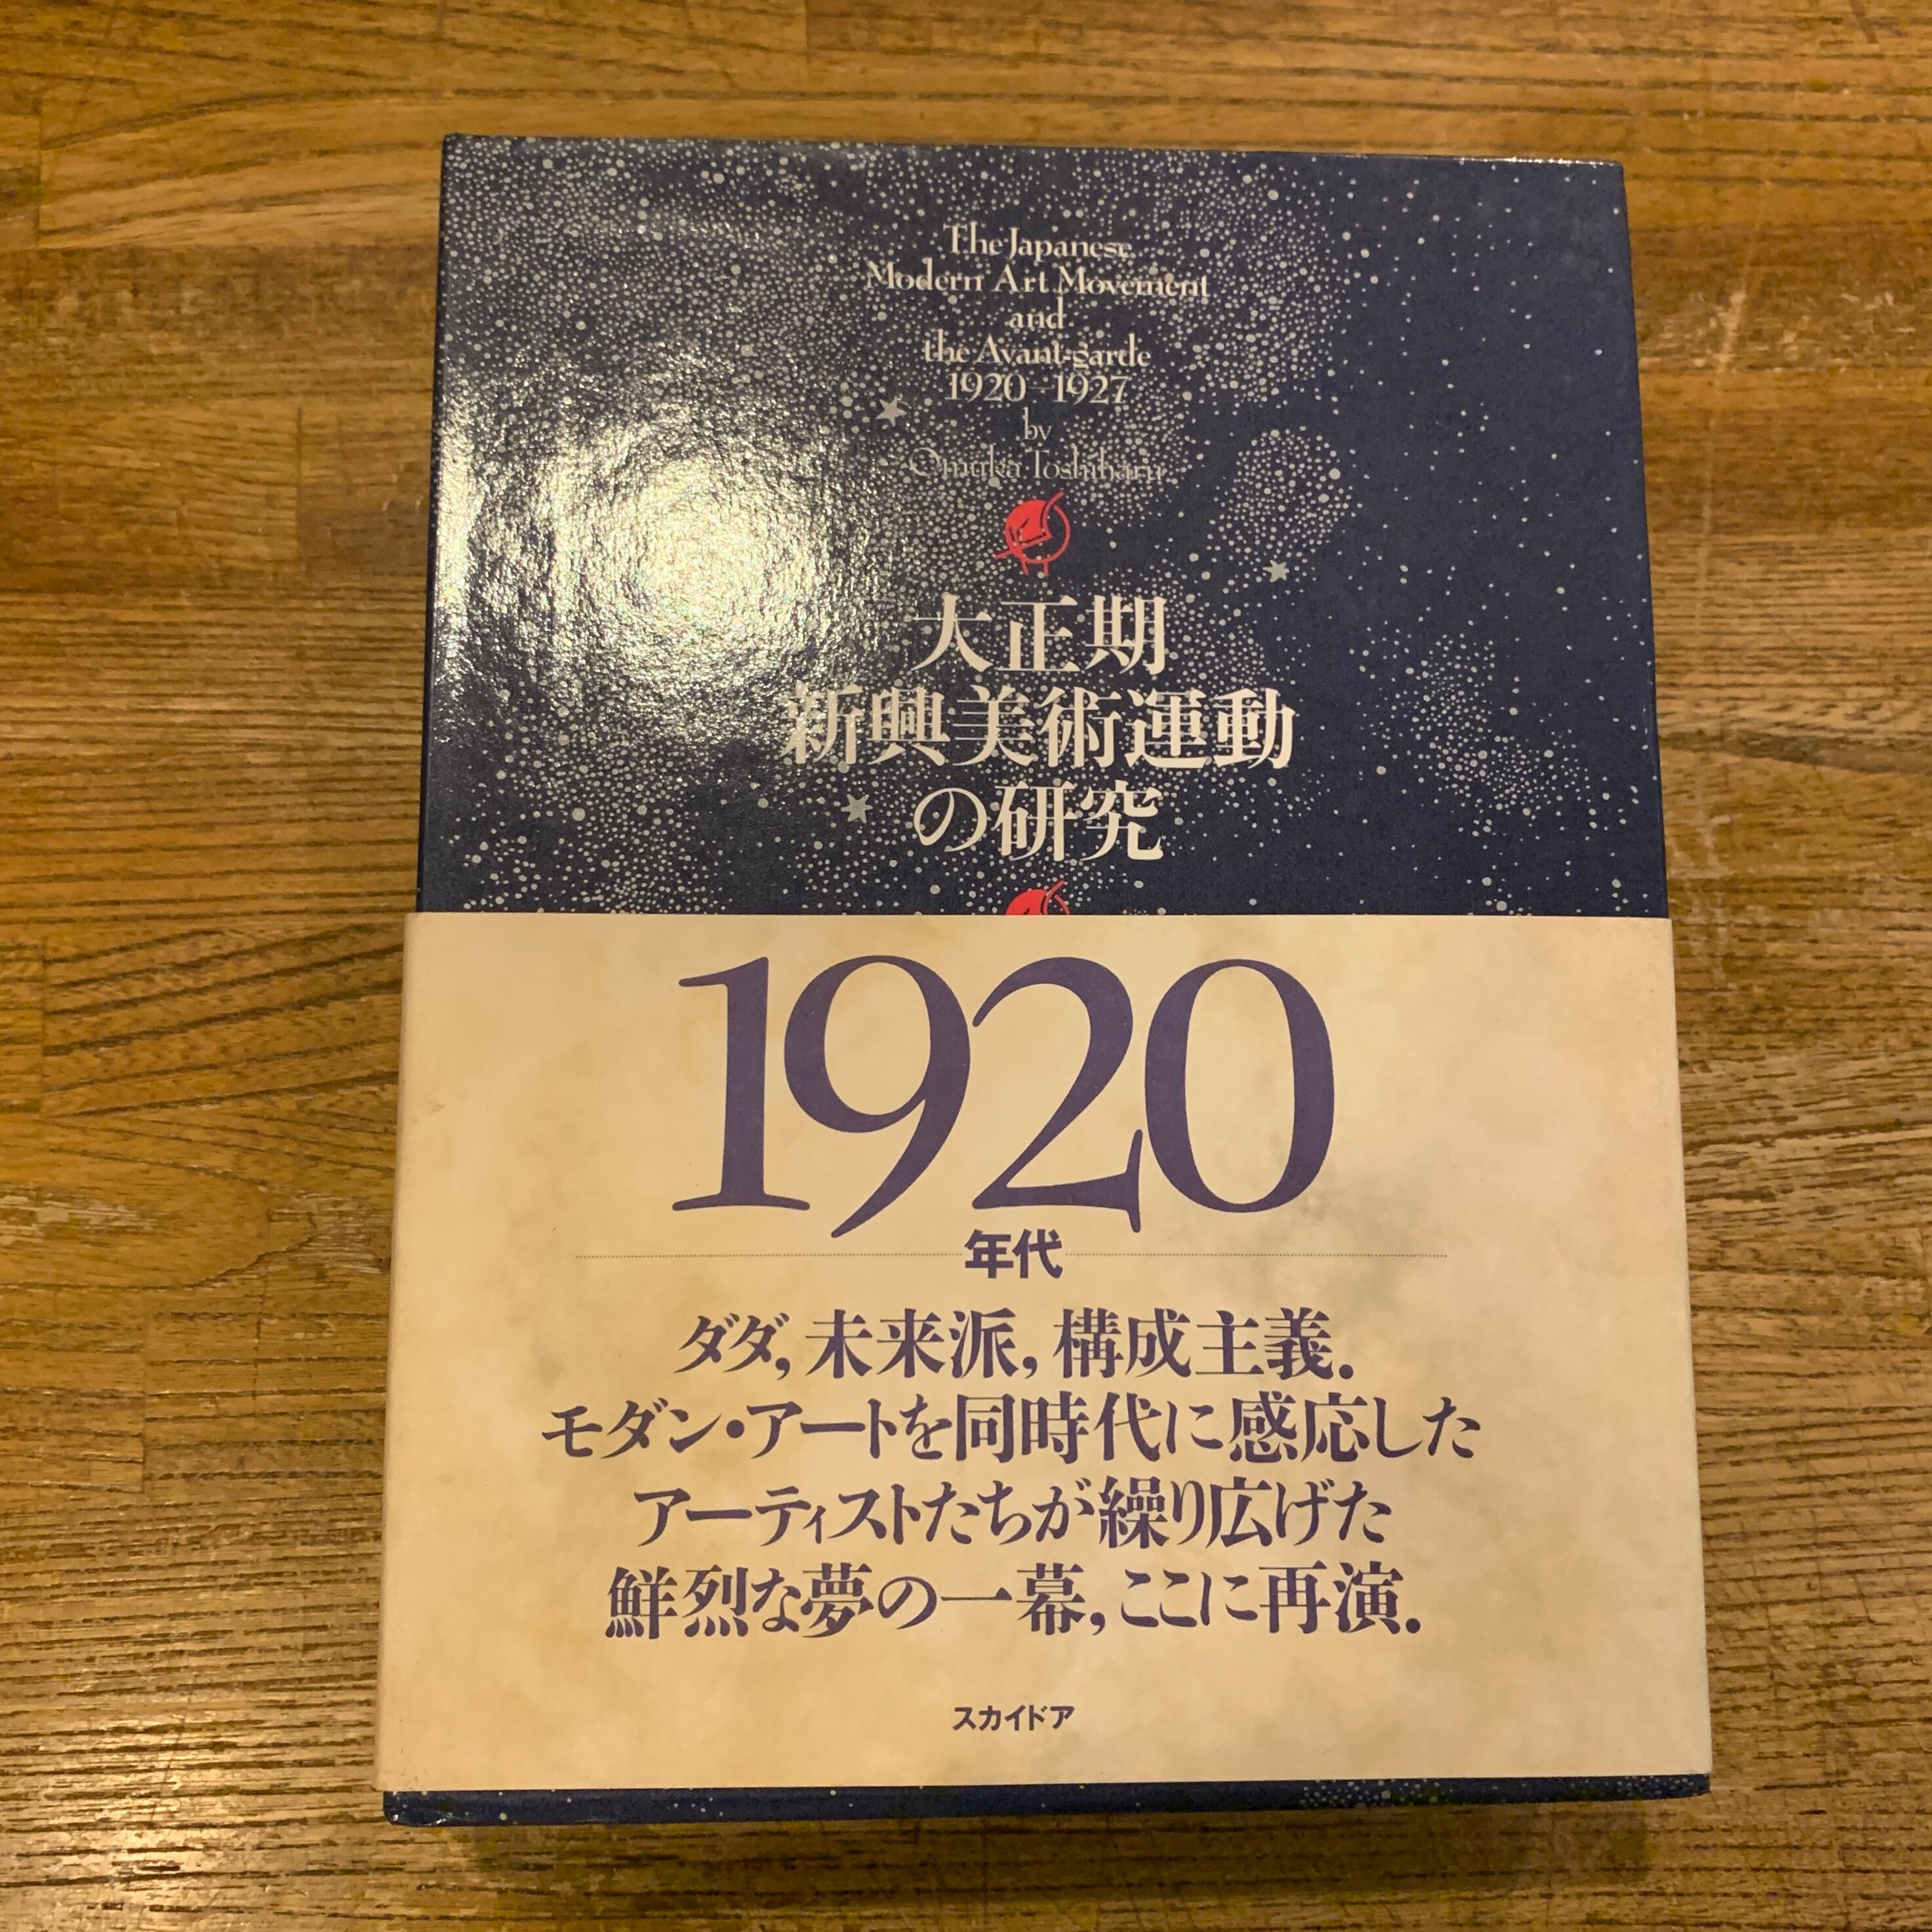 The Japanese
Modern Art Movement
and
the Avant-garde
1920–1927
by
Omuka Toshiharu
大正期
新興美術運動
の研究
1920
年代
ダダ,未来派,構成主義.
モダン・アートを同時代に感応した
アーティストたちが繰り広げた
鮮烈な夢の一幕,ここに再演.
スカイドア